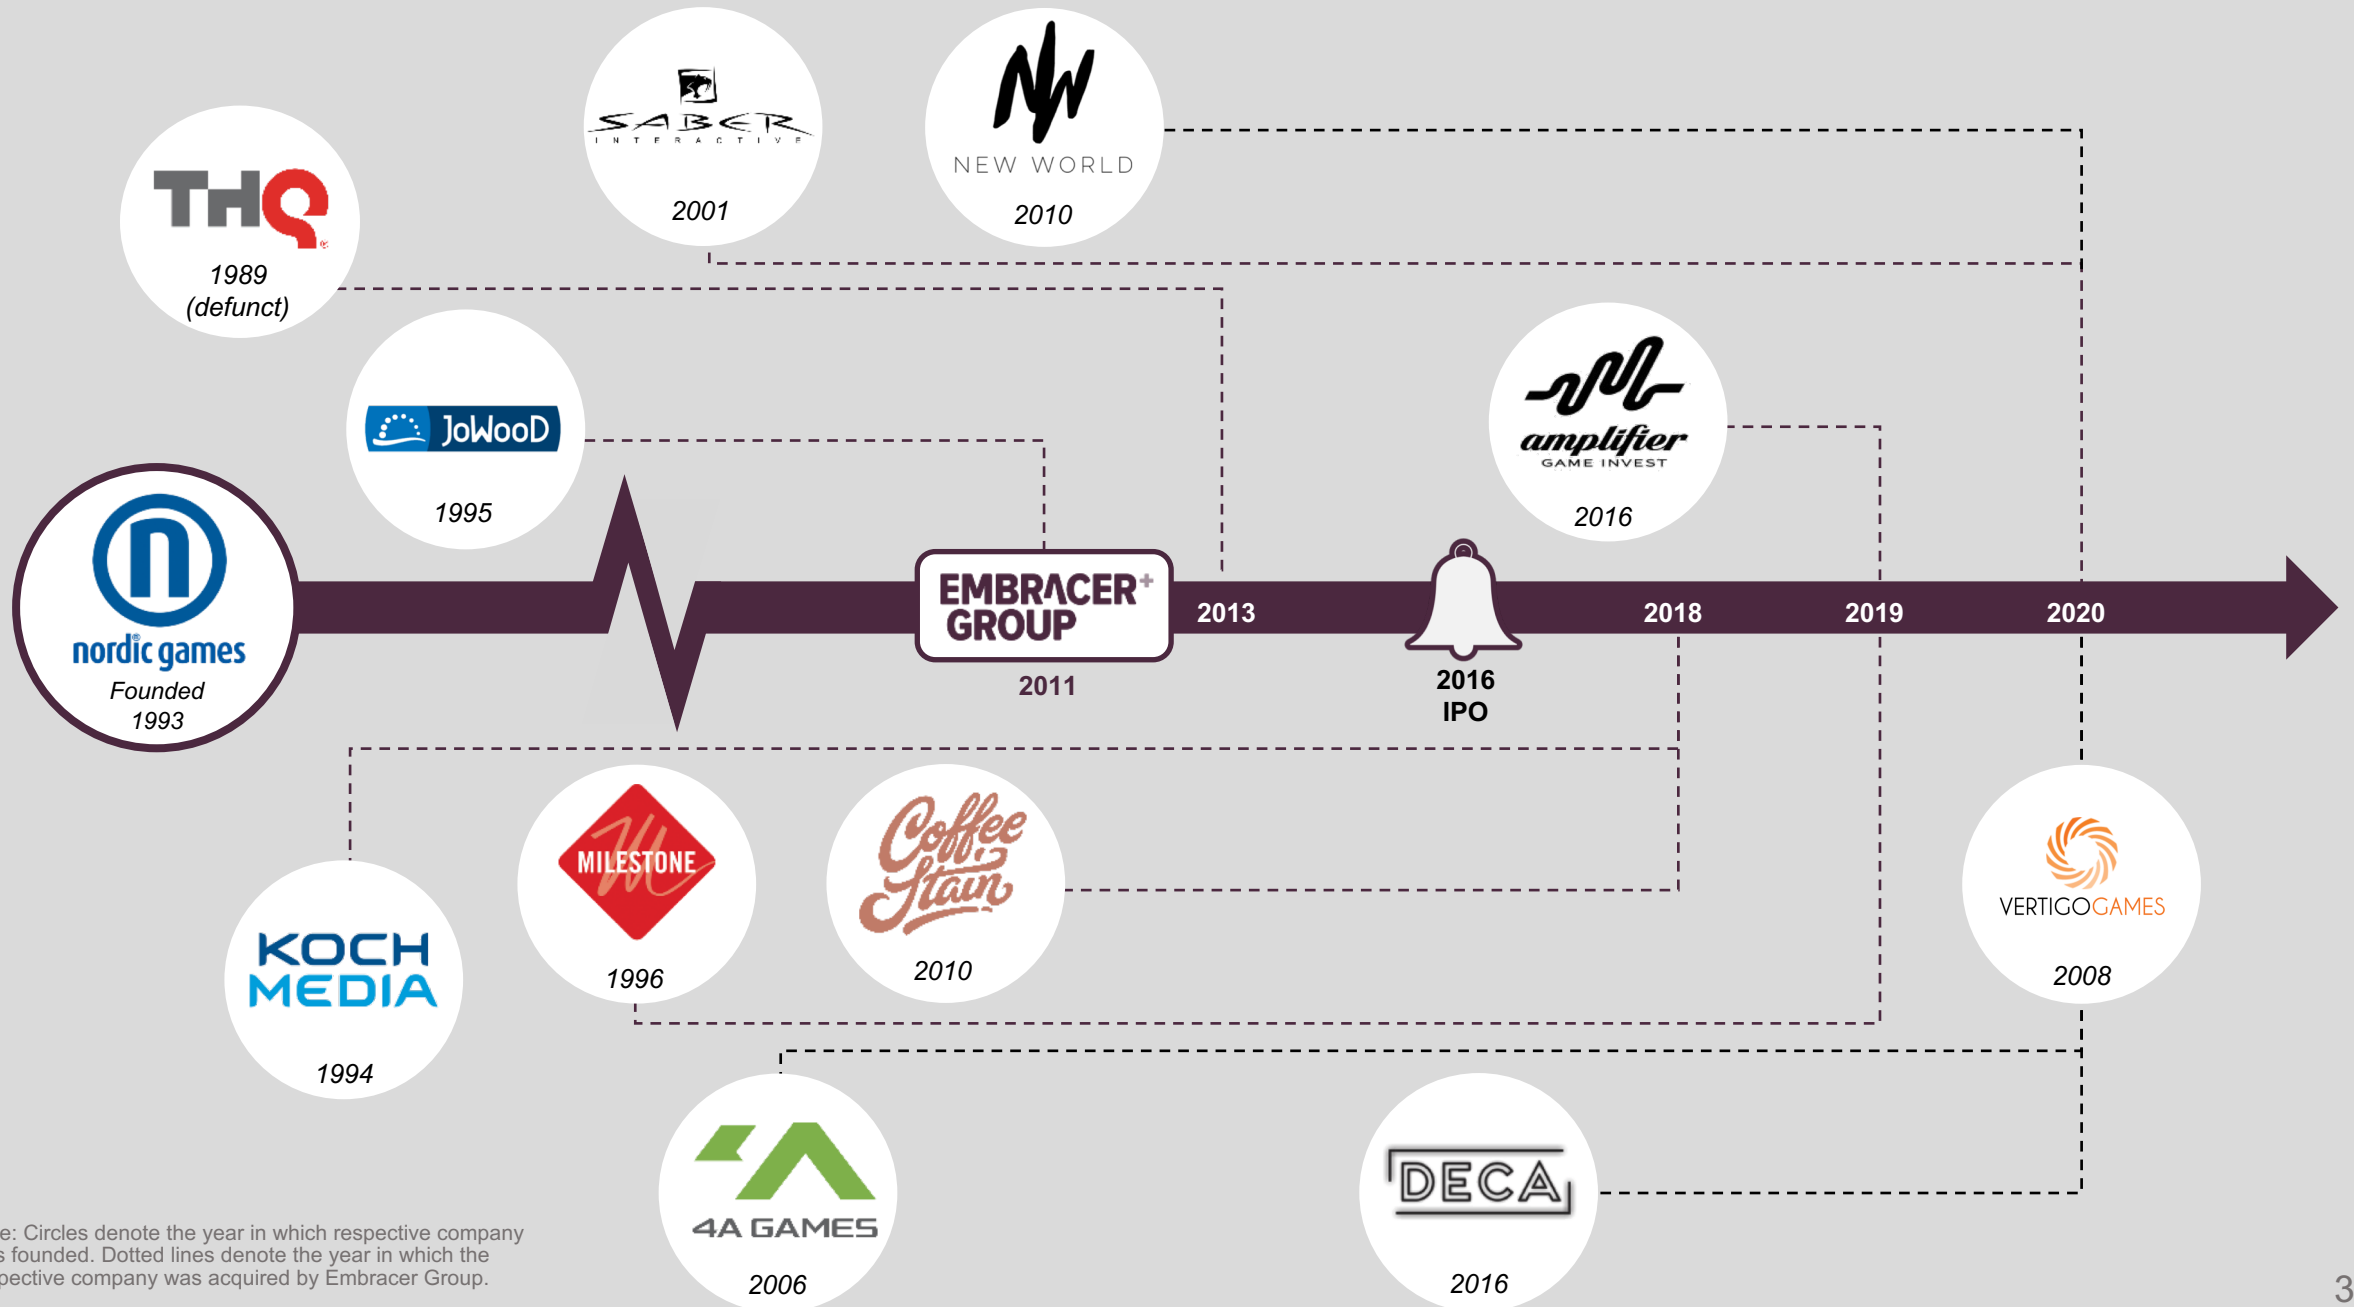 SABER
INTERACTIVE
2001
NW
NEW WORLD
2010
THQ
1989
(defunct)
JoWooD
1995
amplifier
GAME INVEST
2016
n
nordic games
Founded
1993
EMBRACER+
GROUP
2011
2013
2016
IPO
2018
2019
2020
KOCH
MEDIA
1994
MILESTONE
1996
Coffee
Stain
2010
VERTIGOGAMES
2008
4A GAMES
2006
DECA
2016
e: Circles denote the year in which respective company
s founded. Dotted lines denote the year in which the
pective company was acquired by Embracer Group.
3